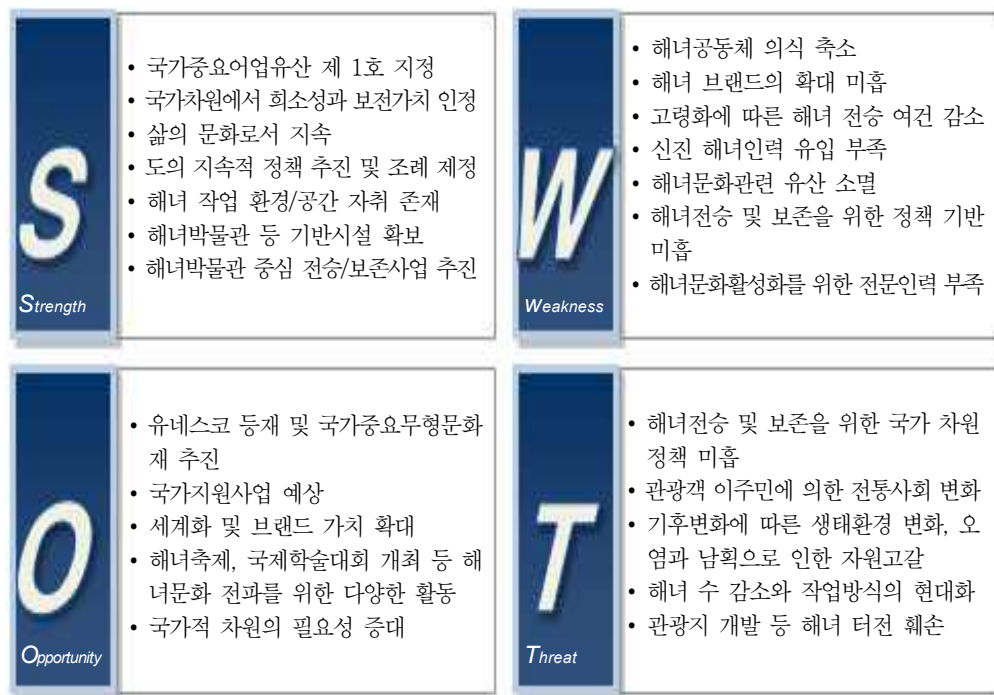 • 국가중요어업유산 제 1호 지정
• 국가차원에서 희소성과 보전가치 인정
• 삶의 문화로서 지속
• 도의 지속적 정책 추진 및 조례 제정
• 해녀 작업 환경/공간 자취 존재
• 해녀박물관 등 기반시설 확보
• 해녀박물관 중심 전승/보존사업 추진
S
Strength
• 해녀공동체 의식 축소
• 해녀 브랜드의 확대 미흡
• 고령화에 따른 해녀 전승 여건 감소
• 신진 해녀인력 유입 부족
• 해녀문화관련 유산 소멸
• 해녀전승 및 보존을 위한 정책 기반
미흡
• 해녀문화활성화를 위한 전문인력 부족
W
Weakness
• 유네스코 등재 및 국가중요무형문화
재 추진
• 국가지원사업 예상
• 세계화 및 브랜드 가치 확대
• 해녀축제, 국제학술대회 개최 등 해
녀문화 전파를 위한 다양한 활동
• 국가적 차원의 필요성 증대
O
Opportunity
• 해녀전승 및 보존을 위한 국가 차원
정책 미흡
• 관광객 이주민에 의한 전통사회 변화
• 기후변화에 따른 생태환경 변화, 오
염과 남획으로 인한 자원고갈
• 해녀 수 감소와 작업방식의 현대화
• 관광지 개발 등 해녀 터전 훼손
T
Threat